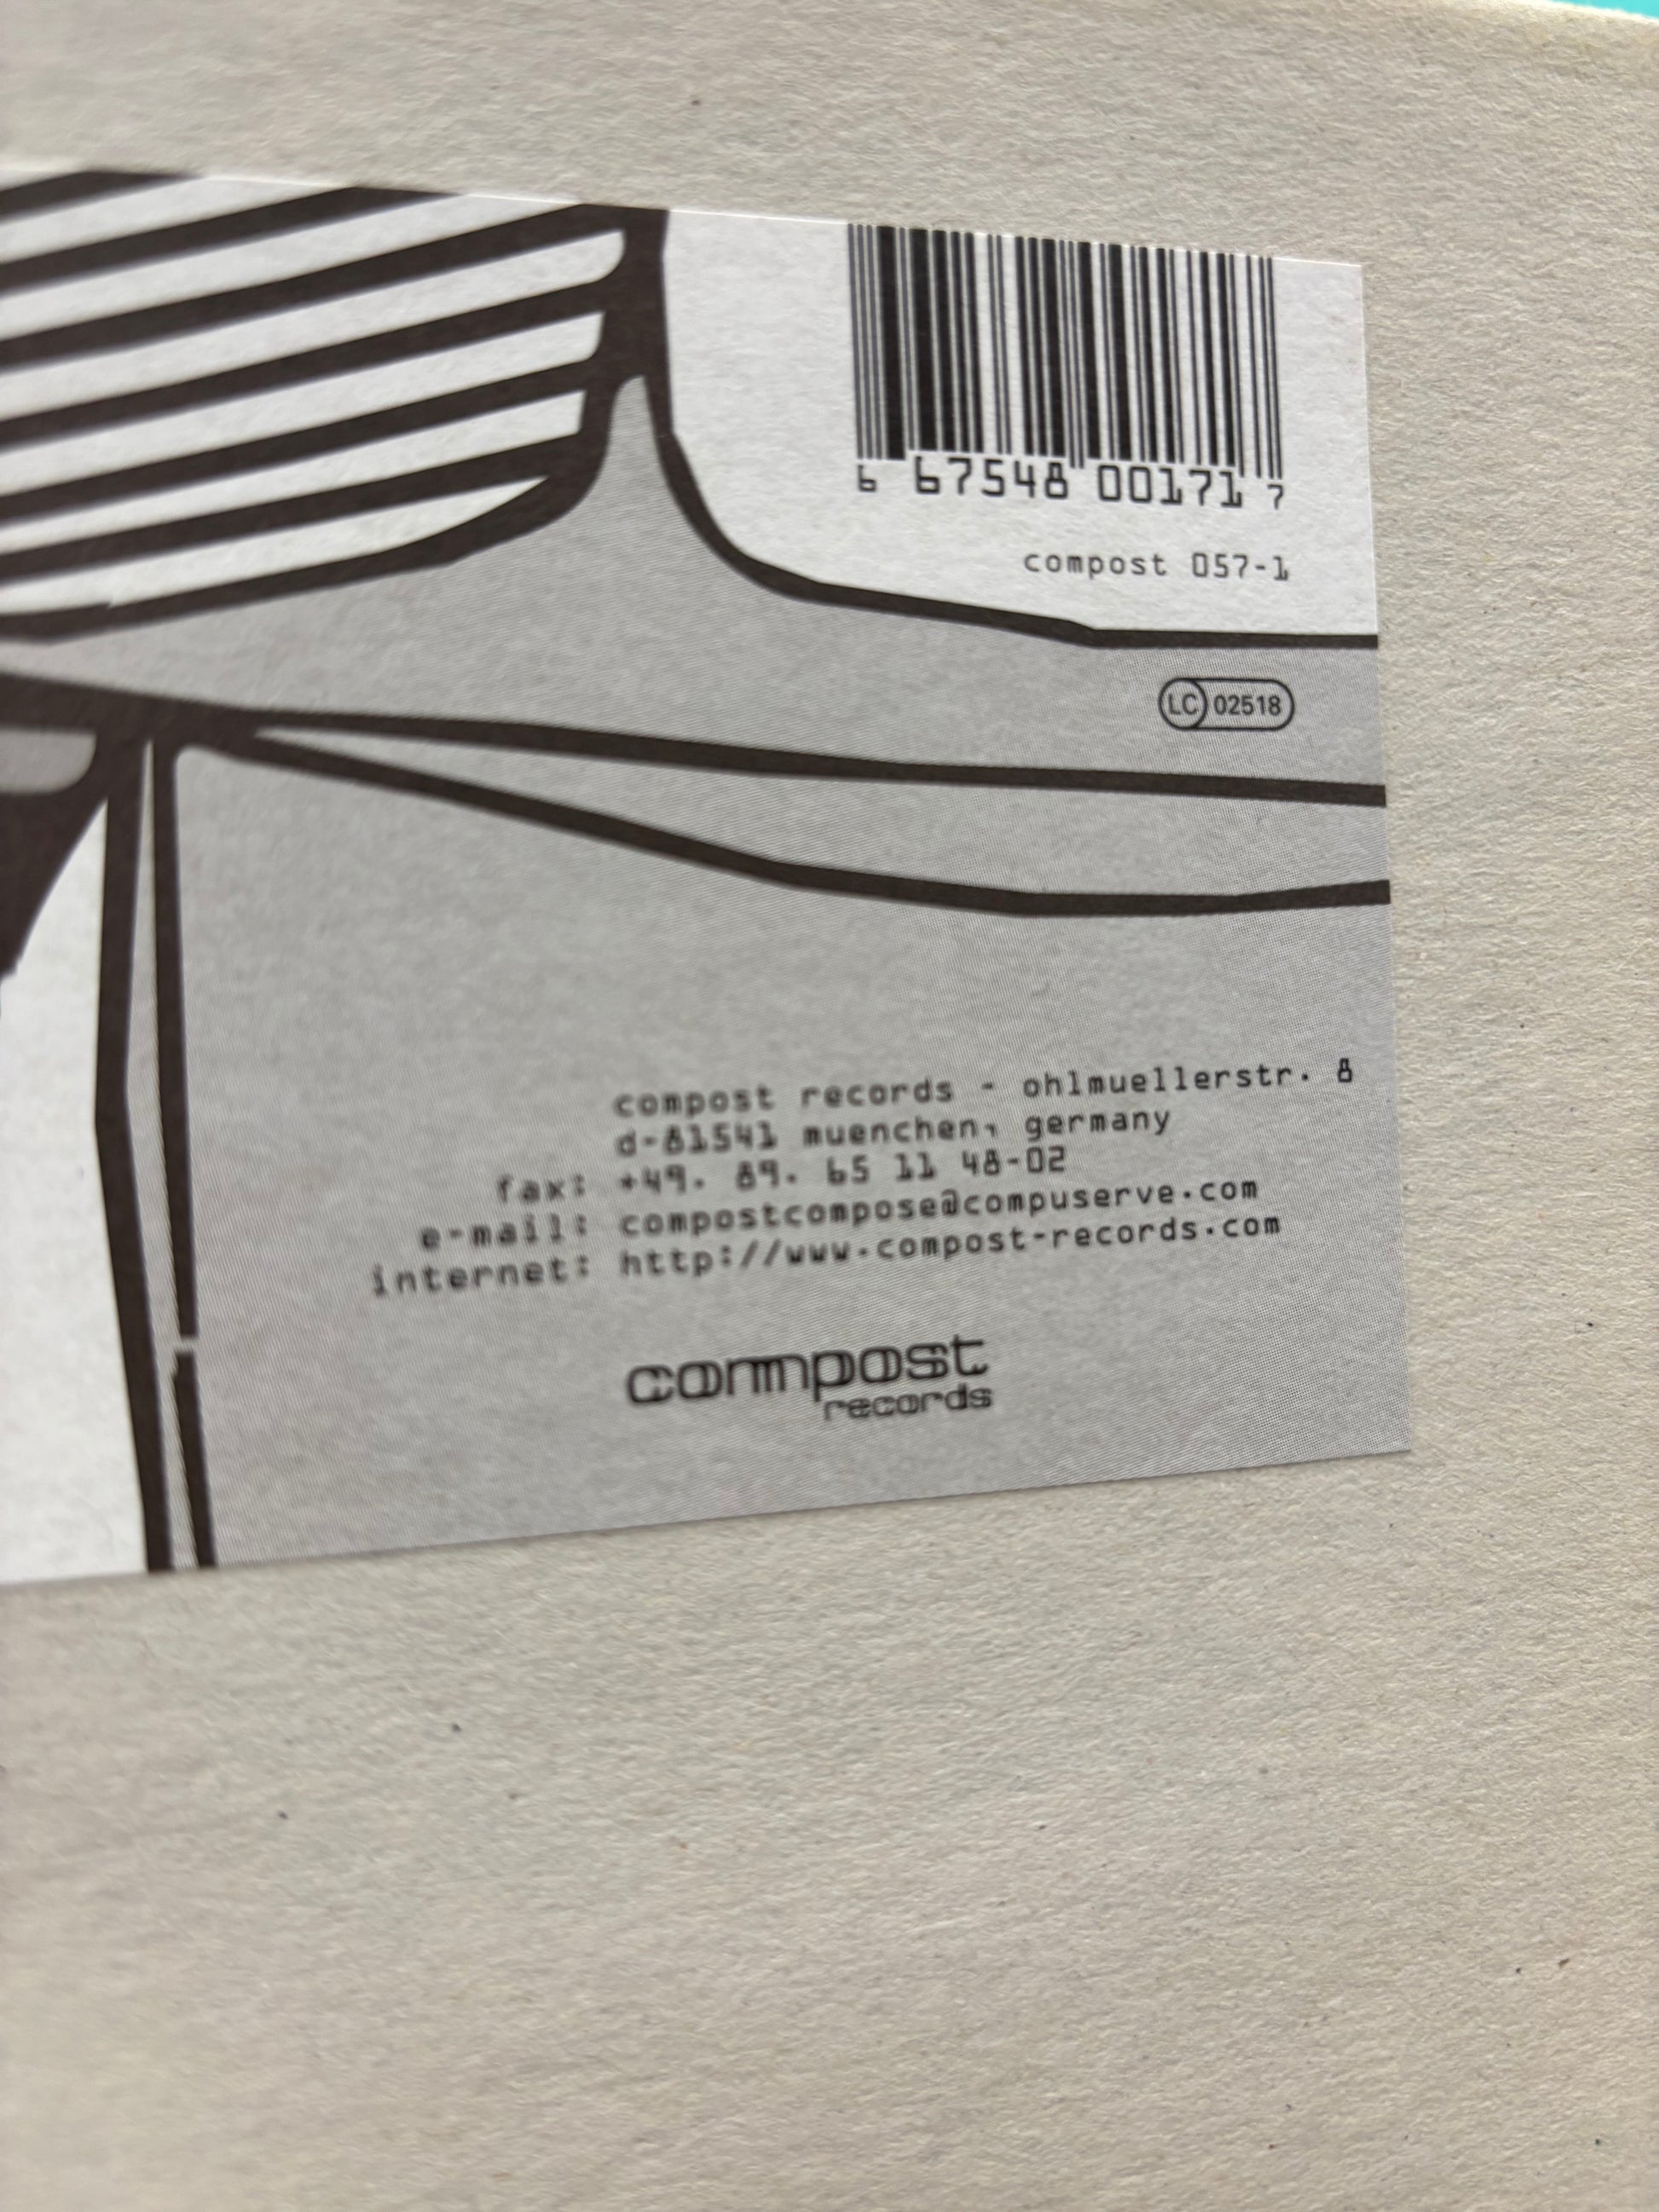 6 67548 00171 7
compost 057-1
LC 02518
compost records - ohlmuellerstr. 8
d-81541 muenchen, germany
fax: +49. 89. 65 11 48-02
e-mail: compostcompose@compuserve.com
internet: http://www.compost-records.com
compost
records